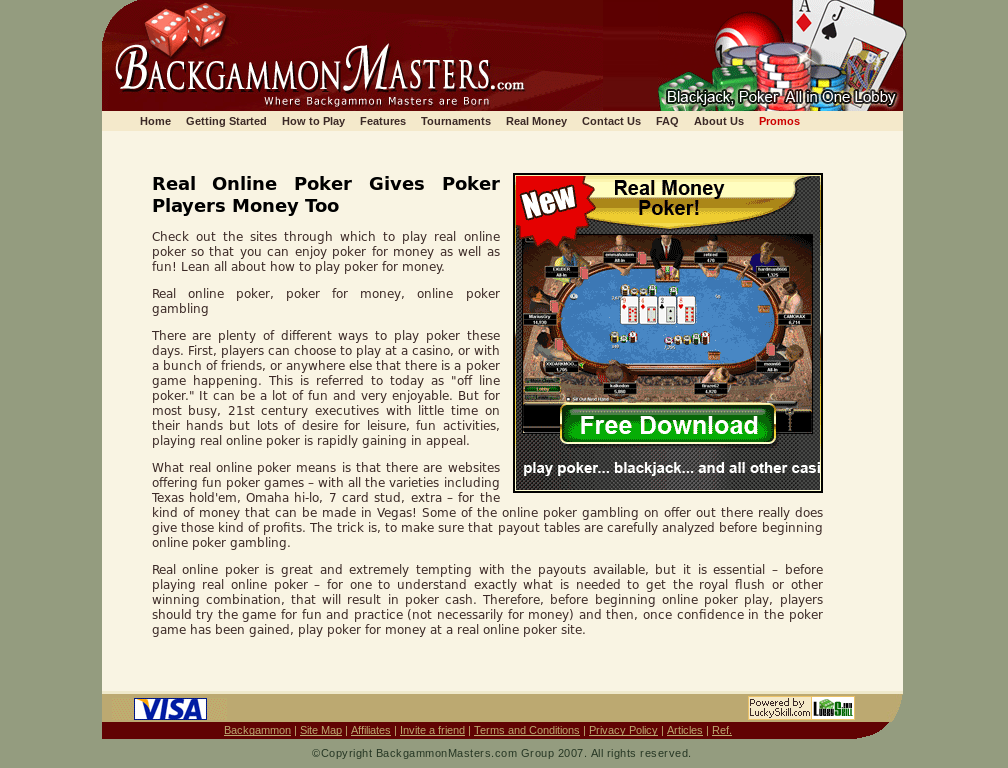 BACKGAMMONMASTERS.com
Where Backgammon Masters are Born
A
J
1
Blackjack, Poker All in One Lobby
Home Getting Started How to Play Features Tournaments Real Money Contact Us FAQ About Us Promos
Real Online Poker Gives Poker
Players Money Too
Check out the sites through which to play real online
poker so that you can enjoy poker for money as well as
fun! Lean all about how to play poker for money.
Real online poker, poker for money, online poker
gambling
There are plenty of different ways to play poker these
days. First, players can choose to play at a casino, or with
a bunch of friends, or anywhere else that there is a poker
game happening. This is referred to today as "off line
poker." It can be a lot of fun and very enjoyable. But for
most busy, 21st century executives with little time on
their hands but lots of desire for leisure, fun activities,
playing real online poker is rapidly gaining in appeal.
New
Real Money
Poker!
Free Download
play poker... blackjack... and all other casi
What real online poker means is that there are websites
offering fun poker games – with all the varieties including
Texas hold'em, Omaha hi-lo, 7 card stud, extra – for the
kind of money that can be made in Vegas! Some of the online poker gambling on offer out there really does
give those kind of profits. The trick is, to make sure that payout tables are carefully analyzed before beginning
online poker gambling.
Real online poker is great and extremely tempting with the payouts available, but it is essential – before
playing real online poker – for one to understand exactly what is needed to get the royal flush or other
winning combination, that will result in poker cash. Therefore, before beginning online poker play, players
should try the game for fun and practice (not necessarily for money) and then, once confidence in the poker
game has been gained, play poker for money at a real online poker site.
VISA
Powered by
LuckySkill.com
Backgammon | Site Map | Affiliates | Invite a friend | Terms and Conditions | Privacy Policy | Articles | Ref.
©Copyright BackgammonMasters.com Group 2007. All rights reserved.